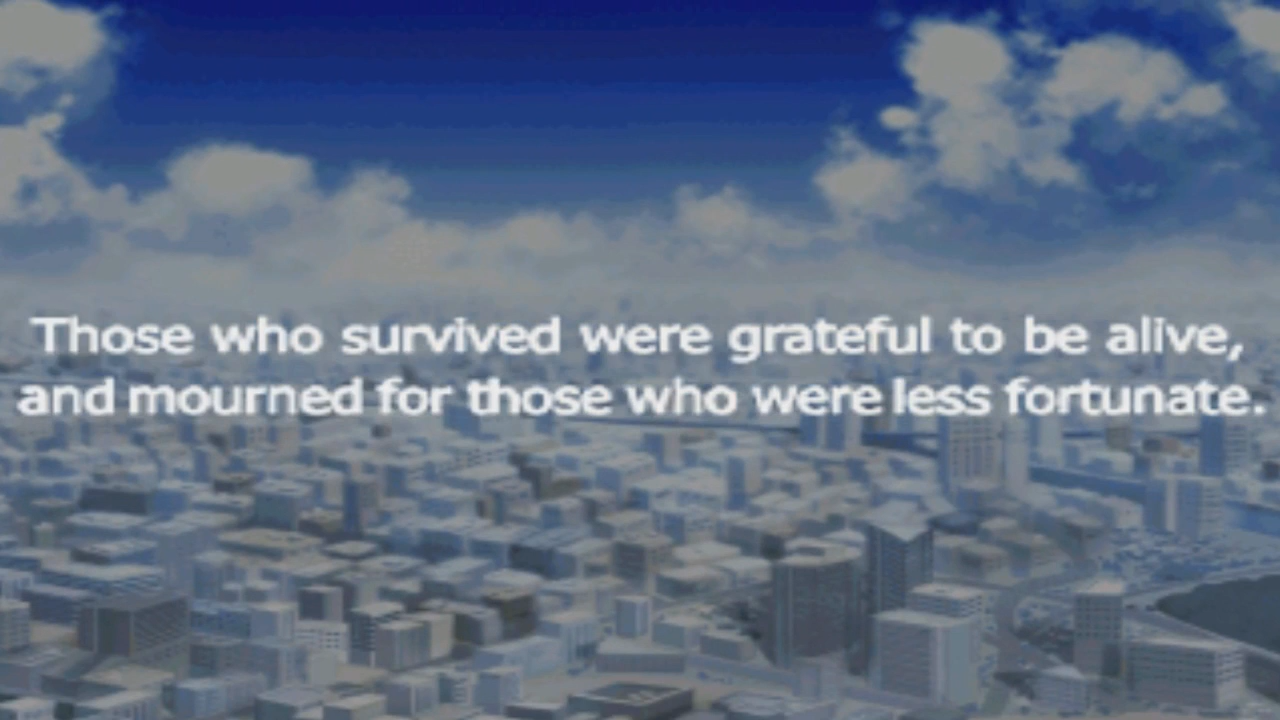 Those who survived were grateful to be alive,
and mourned for those who were less fortunate.